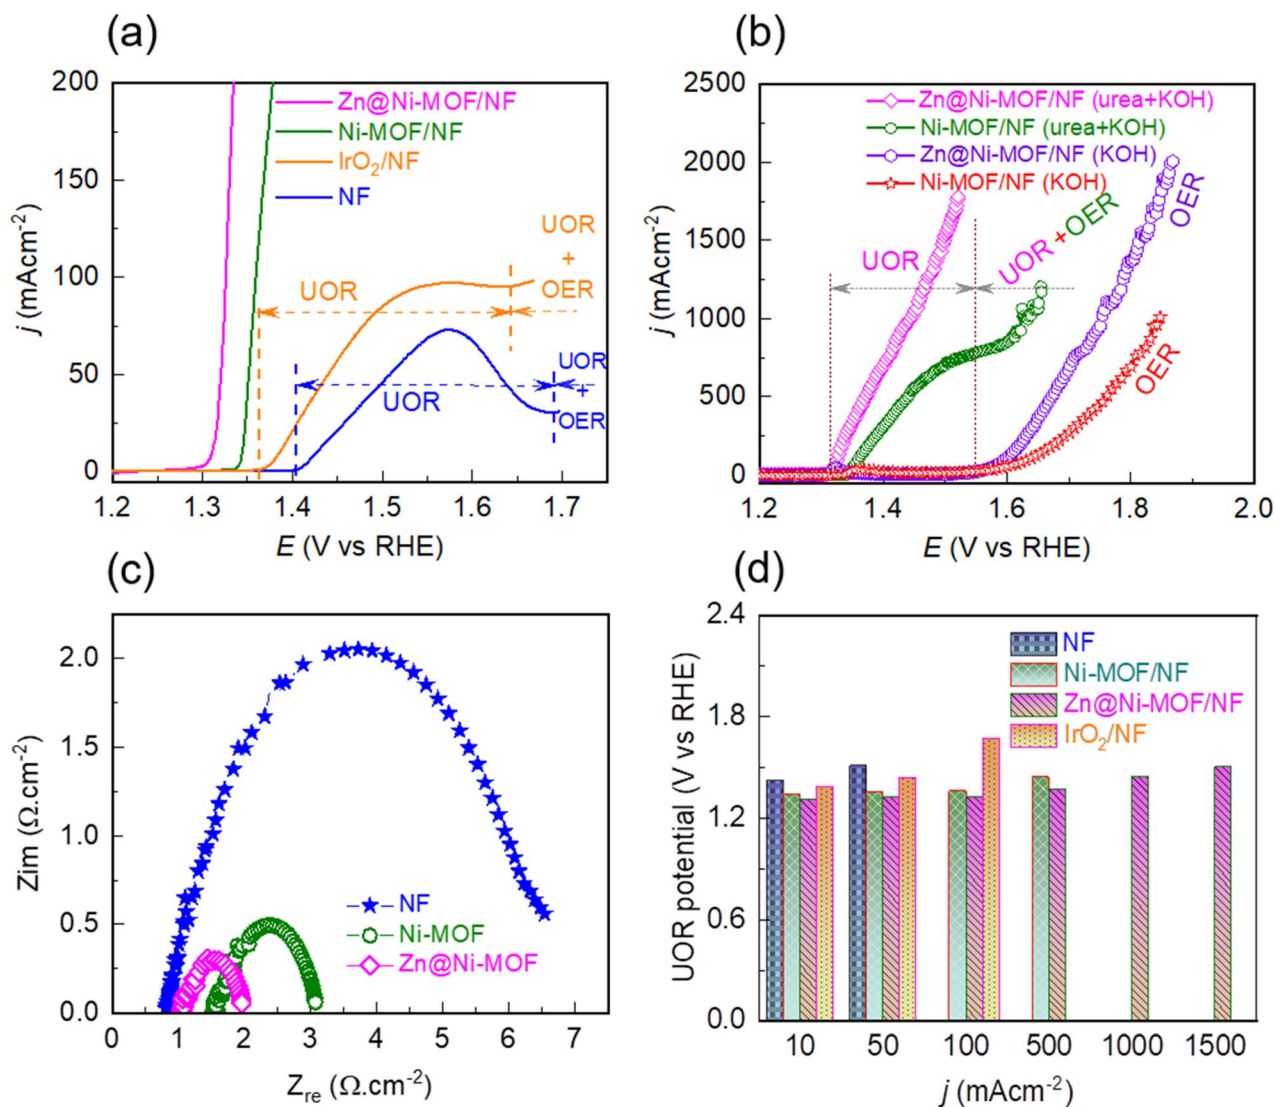 (a)
200
150
100
50
0
j (mAcm⁻²)
Zn@Ni-MOF/NF
Ni-MOF/NF
IrO₂/NF
NF
UOR
+
OER
UOR
UOR
UOR
+
OER
1.2 1.3 1.4 1.5 1.6 1.7
E (V vs RHE)
(b)
2500
2000
1500
1000
500
0
j (mAcm⁻²)
Zn@Ni-MOF/NF (urea+KOH)
Ni-MOF/NF (urea+KOH)
Zn@Ni-MOF/NF (KOH)
Ni-MOF/NF (KOH)
UOR
UOR +OER
OER
OER
1.2 1.4 1.6 1.8 2.0
E (V vs RHE)
(c)
2.0
1.5
1.0
0.5
0.0
Zim (Ω.cm⁻²)
NF
Ni-MOF
Zn@Ni-MOF
0 1 2 3 4 5 6 7
Zre (Ω.cm⁻²)
(d)
2.4
1.8
1.2
0.6
0.0
UOR potential (V vs RHE)
NF
Ni-MOF/NF
Zn@Ni-MOF/NF
IrO₂/NF
10 50 100 500 1000 1500
j (mAcm⁻²)